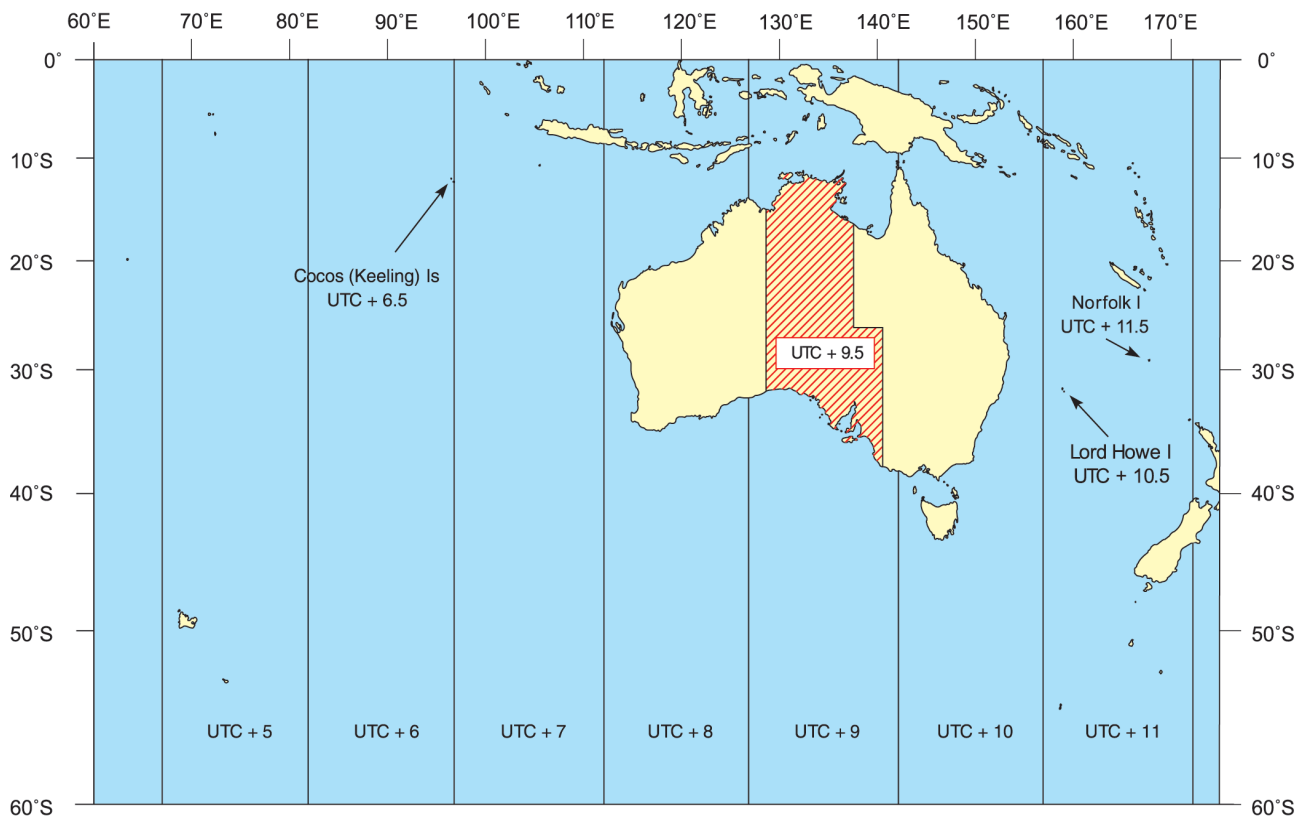 60˚E 70˚E 80˚E 90˚E 100˚E 110˚E 120˚E 130˚E 140˚E 150˚E 160˚E 170˚E
0˚ 0˚
10˚S 10˚S
Cocos (Keeling) Is
UTC + 6.5
20˚S 20˚S
Norfolk I
UTC + 11.5
UTC + 9.5
30˚S 30˚S
Lord Howe I
UTC + 10.5
40˚S 40˚S
50˚S 50˚S
UTC + 5 UTC + 6 UTC + 7 UTC + 8 UTC + 9 UTC + 10 UTC + 11
60˚S 60˚S